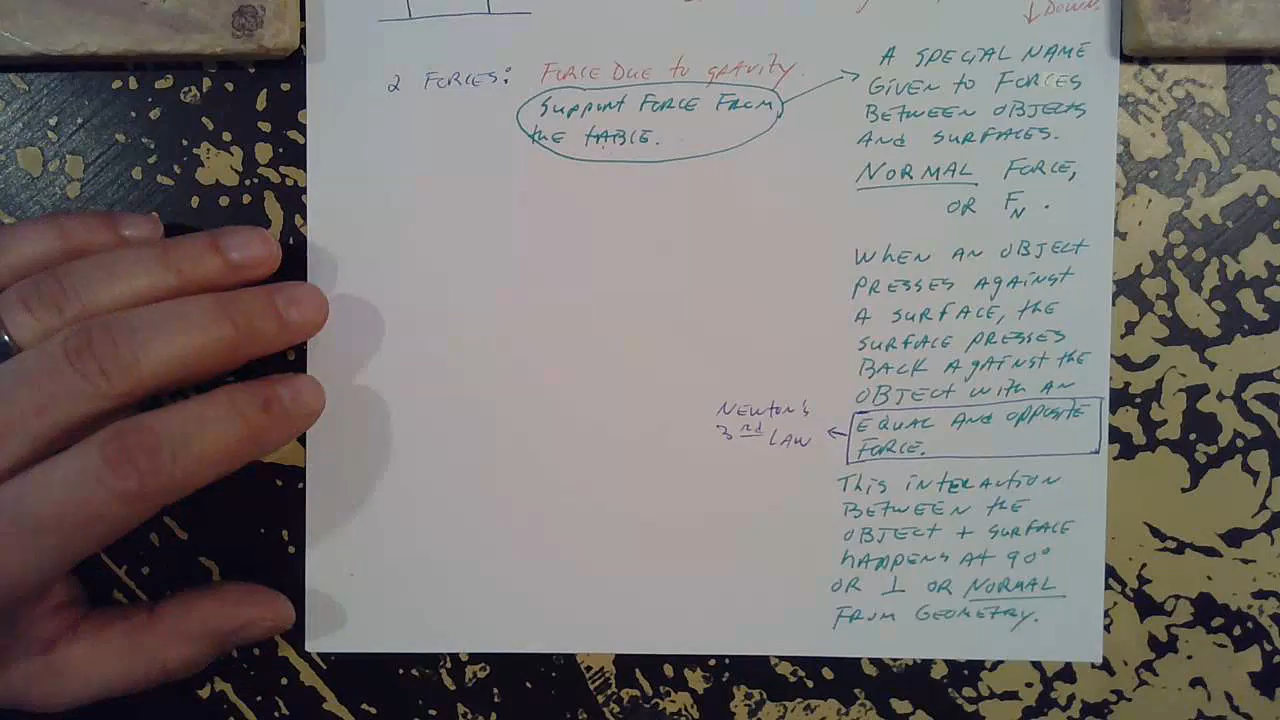 ↓ DOWN.
2 FORCES: FORCE DUE to gravity.
SUPPORT FORCE FROM
the tABLE.
A SPECIAL NAME
GIVEN to FORCES
BETWEEN OBJECTS
AND SURFACES.
NORMAL FORCE,
OR F_N.
WHEN AN OBJECT
PRESSES AGAINST
A SURFACE, the
SURFACE PRESSES
BACK AGAINST the
OBJECT WITH AN
EQUAL AND OPPOSITE
FORCE.
NEWTON'S
3rd LAW
This INTERACTION
BETWEEN the
OBJECT + SURFACE
HAPPENS At 90°
OR ⊥ OR NORMAL
FROM GEOMETRY.